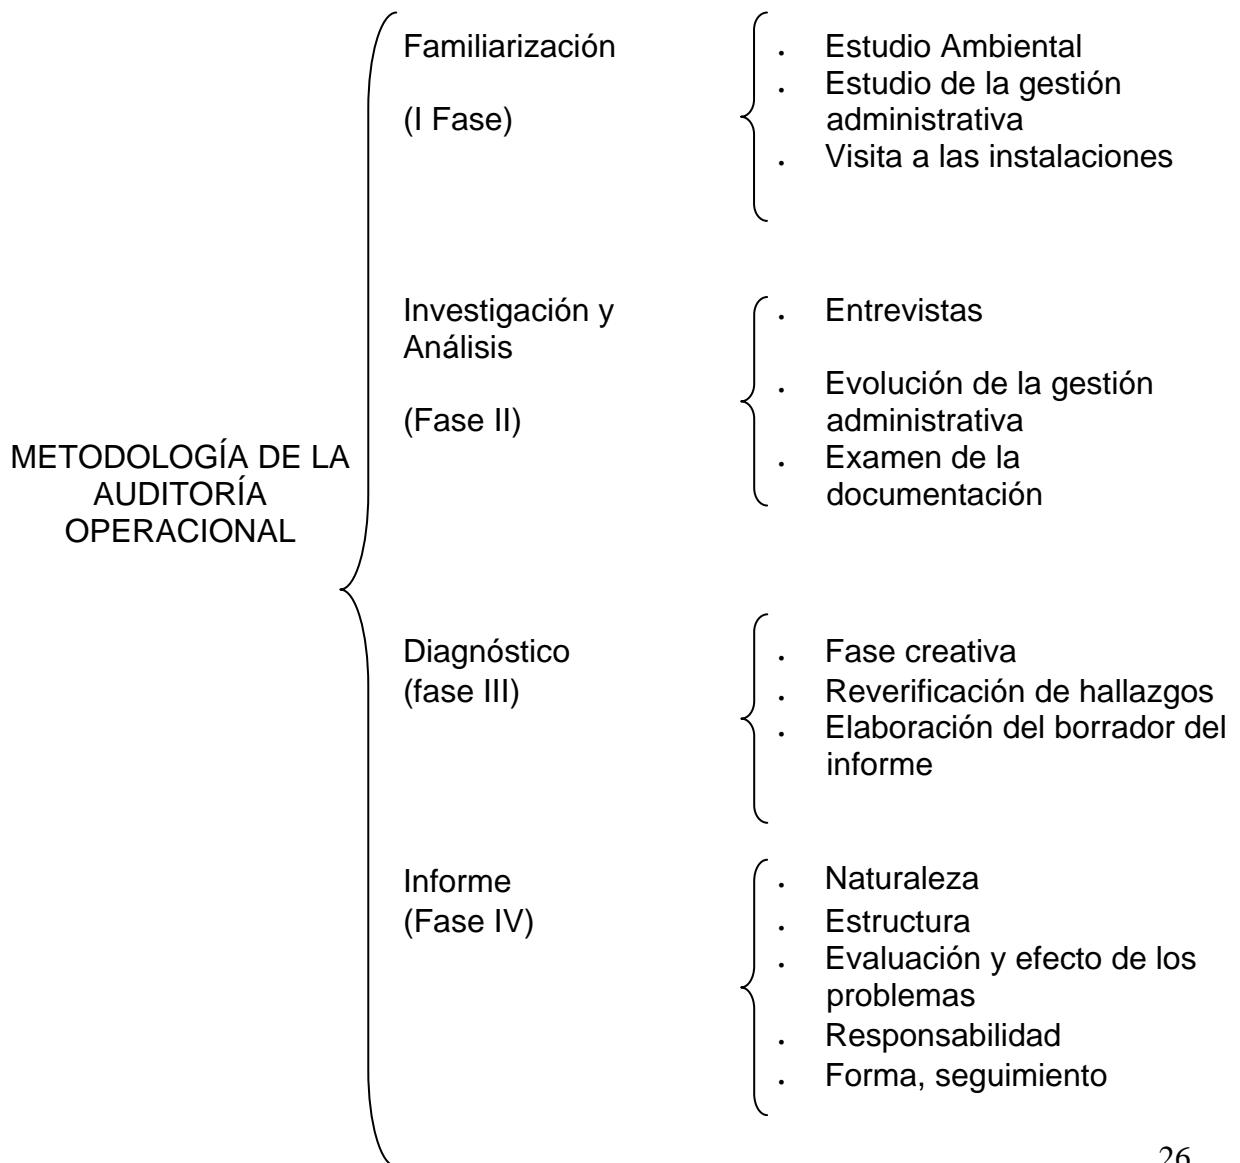 METODOLOGÍA DE LA
AUDITORÍA
OPERACIONAL
Familiarización
(I Fase)
. Estudio Ambiental
. Estudio de la gestión
administrativa
. Visita a las instalaciones
Investigación y
Análisis
(Fase II)
. Entrevistas
. Evolución de la gestión
administrativa
. Examen de la
documentación
Diagnóstico
(fase III)
. Fase creativa
. Reverificación de hallazgos
. Elaboración del borrador del
informe
Informe
(Fase IV)
. Naturaleza
. Estructura
. Evaluación y efecto de los
problemas
. Responsabilidad
. Forma, seguimiento
26